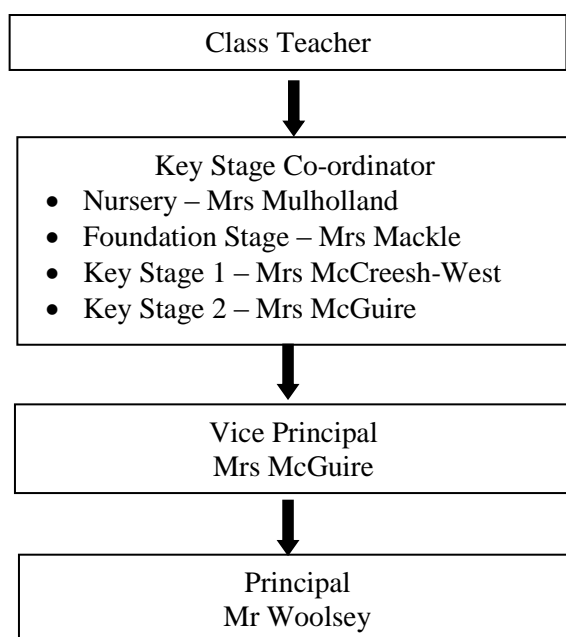 Class Teacher
Key Stage Co-ordinator
• Nursery – Mrs Mulholland
• Foundation Stage – Mrs Mackle
• Key Stage 1 – Mrs McCreesh-West
• Key Stage 2 – Mrs McGuire
Vice Principal
Mrs McGuire
Principal
Mr Woolsey